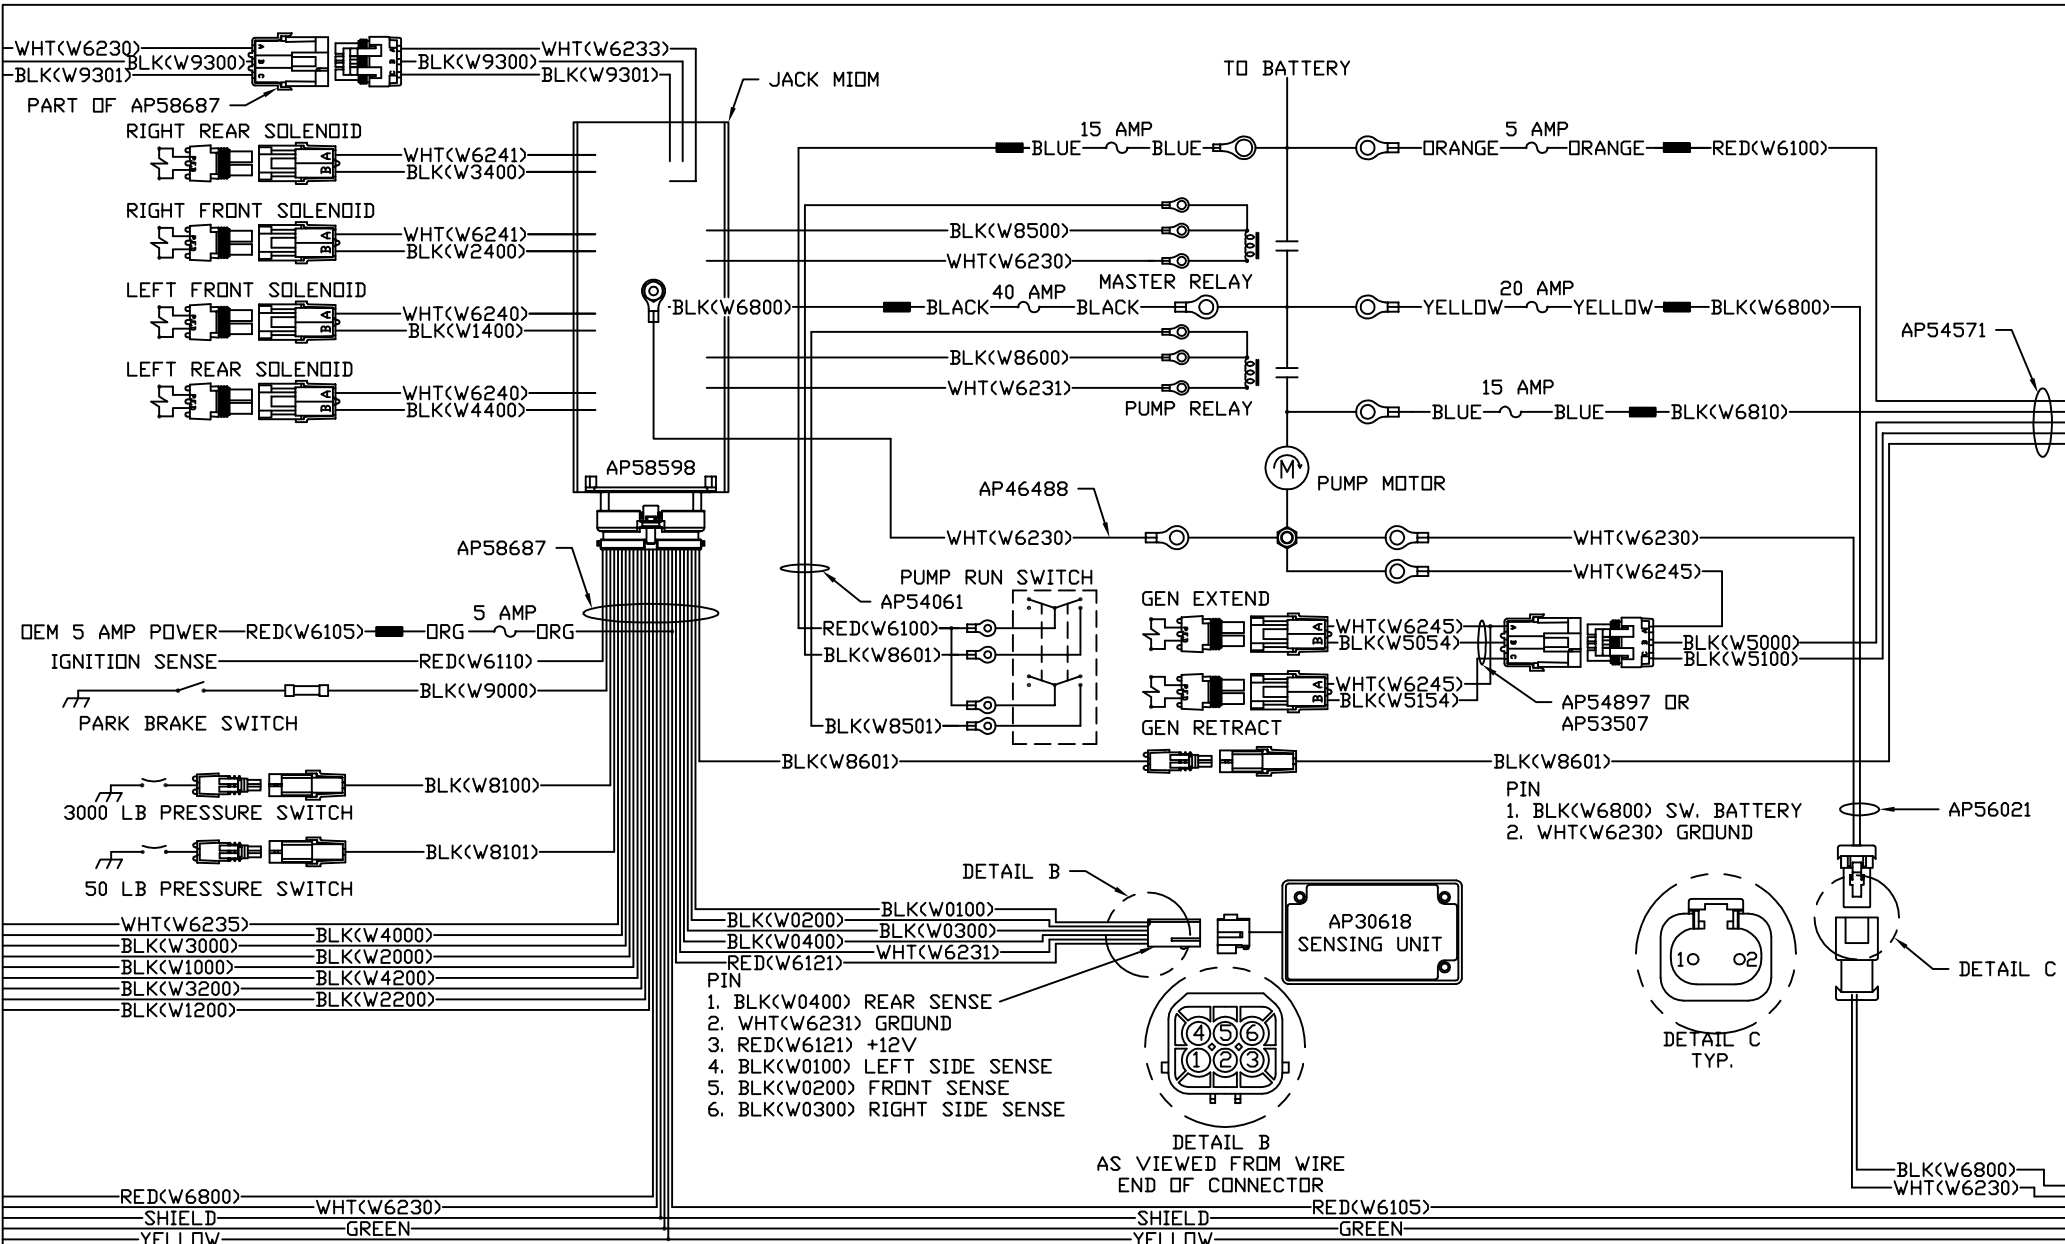 WHT(W6230)
BLK(W9300)
BLK(W9301)
A
B
C
A
B
C
WHT(W6233)
BLK(W9300)
BLK(W9301)
PART OF AP58687
JACK MIOM
RIGHT REAR SOLENOID
A
B
WHT(W6241)
BLK(W3400)
RIGHT FRONT SOLENOID
A
B
WHT(W6241)
BLK(W2400)
LEFT FRONT SOLENOID
A
B
WHT(W6240)
BLK(W1400)
LEFT REAR SOLENOID
A
B
WHT(W6240)
BLK(W4400)
AP58598
TO BATTERY
15 AMP
BLUE
BLUE
5 AMP
ORANGE
ORANGE
RED(W6100)
BLK(W8500)
WHT(W6230)
MASTER RELAY
BLK(W6800)
40 AMP
BLACK
BLACK
20 AMP
YELLOW
YELLOW
BLK(W6800)
AP54571
BLK(W8600)
WHT(W6231)
PUMP RELAY
15 AMP
BLUE
BLUE
BLK(W6810)
M
PUMP MOTOR
AP46488
WHT(W6230)
WHT(W6230)
WHT(W6245)
AP58687
AP54061
PUMP RUN SWITCH
RED(W6100)
BLK(W8601)
BLK(W8501)
OEM 5 AMP POWER
RED(W6105)
ORG
5 AMP
ORG
IGNITION SENSE
RED(W6110)
BLK(W9000)
PARK BRAKE SWITCH
GEN EXTEND
A
B
WHT(W6245)
BLK(W5054)
A
B
C
BLK(W5000)
BLK(W5100)
A
B
WHT(W6245)
BLK(W5154)
GEN RETRACT
AP54897 OR
AP53507
BLK(W8601)
BLK(W8601)
BLK(W8100)
3000 LB PRESSURE SWITCH
BLK(W8101)
50 LB PRESSURE SWITCH
PIN
1. BLK(W6800) SW. BATTERY
2. WHT(W6230) GROUND
AP56021
WHT(W6235)
BLK(W4000)
BLK(W3000)
BLK(W2000)
BLK(W1000)
BLK(W4200)
BLK(W3200)
BLK(W2200)
BLK(W1200)
DETAIL B
BLK(W0100)
BLK(W0200)
BLK(W0300)
BLK(W0400)
WHT(W6231)
RED(W6121)
AP30618
SENSING UNIT
PIN
1. BLK(W0400) REAR SENSE
2. WHT(W6231) GROUND
3. RED(W6121) +12V
4. BLK(W0100) LEFT SIDE SENSE
5. BLK(W0200) FRONT SENSE
6. BLK(W0300) RIGHT SIDE SENSE
4 5 6
1 2 3
DETAIL B
AS VIEWED FROM WIRE
END OF CONNECTOR
1
2
DETAIL C
TYP.
DETAIL C
BLK(W6800)
WHT(W6230)
RED(W6800)
WHT(W6230)
RED(W6105)
SHIELD
SHIELD
GREEN
GREEN
YELLOW
YELLOW